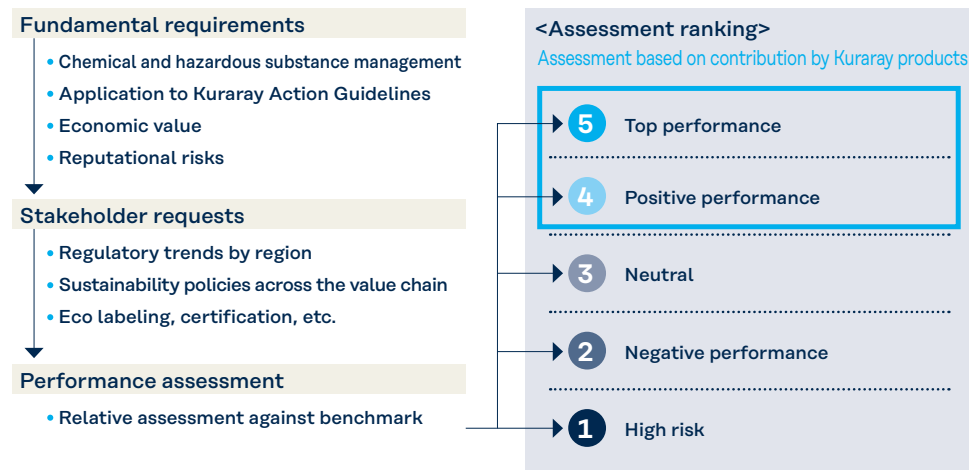 Fundamental requirements
• Chemical and hazardous substance management
• Application to Kuraray Action Guidelines
• Economic value
• Reputational risks
Stakeholder requests
• Regulatory trends by region
• Sustainability policies across the value chain
• Eco labeling, certification, etc.
Performance assessment
• Relative assessment against benchmark
<Assessment ranking>
Assessment based on contribution by Kuraray products
5 Top performance
4 Positive performance
3 Neutral
2 Negative performance
1 High risk